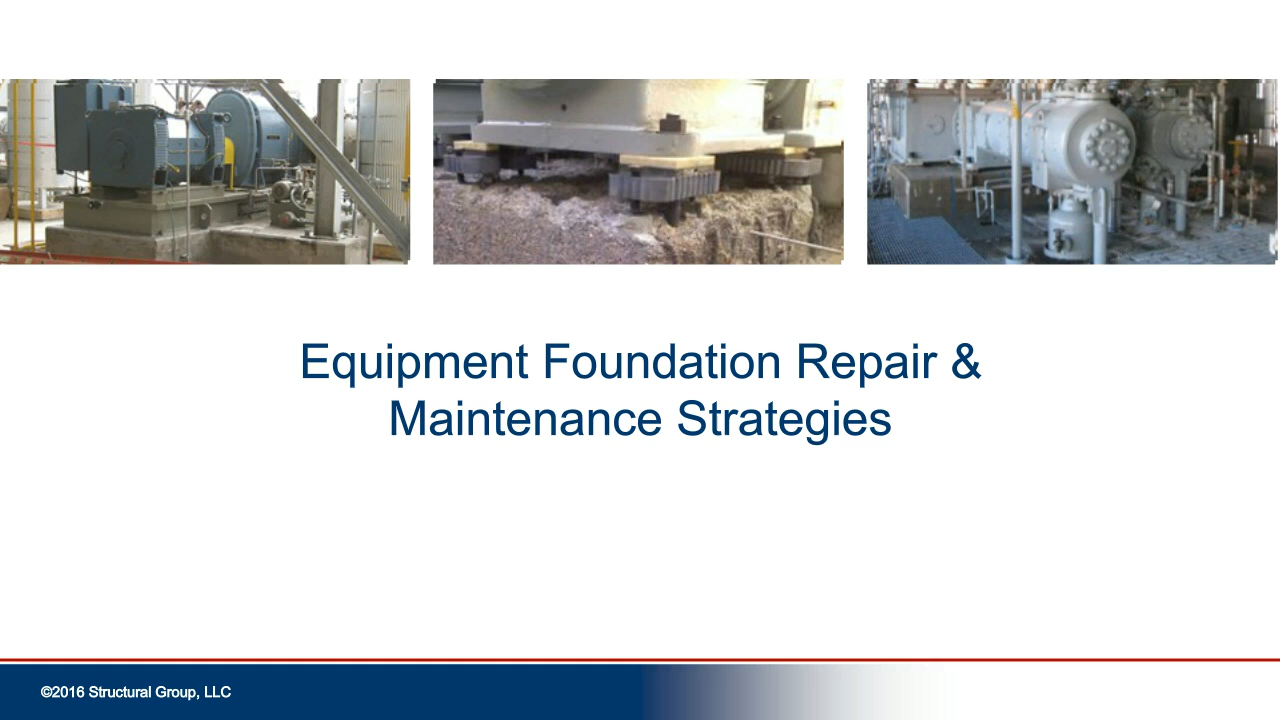 Equipment Foundation Repair &
Maintenance Strategies
©2016 Structural Group, LLC